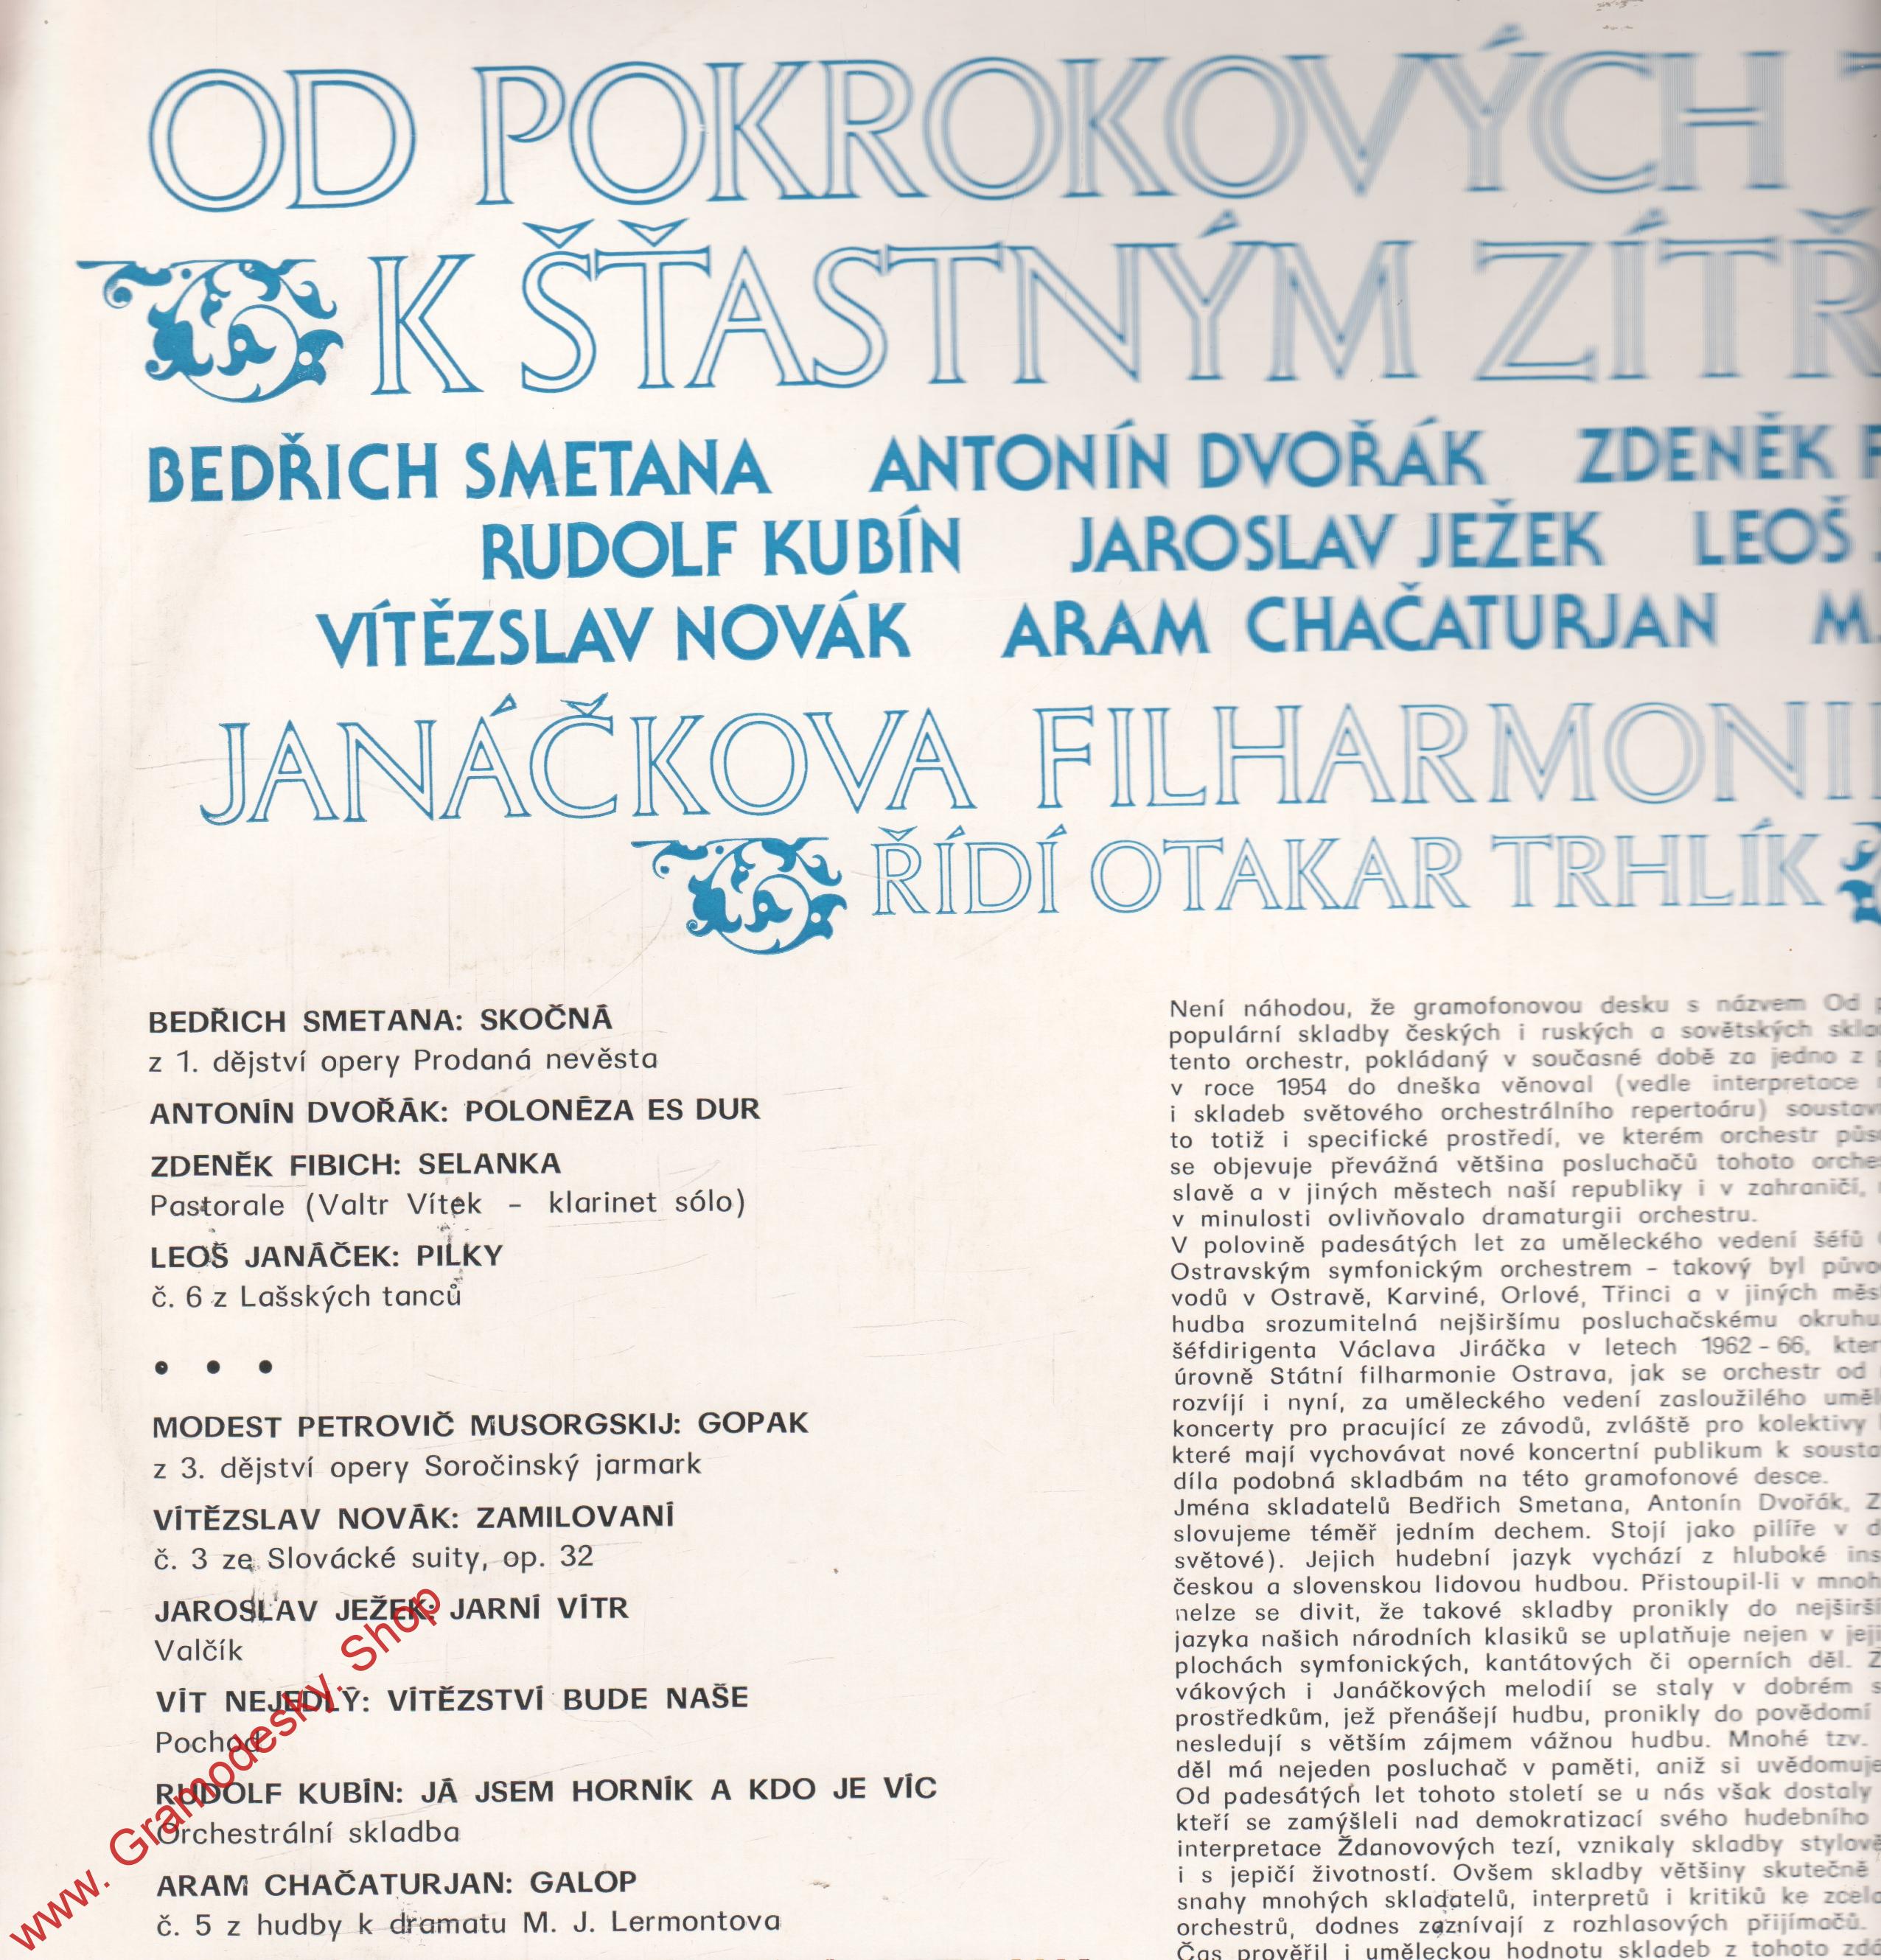 OD POKROKOVÝCH
K ŠŤASTNÝM ZÍTŘ
BEDŘICH SMETANA ANTONÍN DVOŘÁK ZDENĚK F
RUDOLF KUBÍN JAROSLAV JEŽEK LEOŠ
VÍTĚZSLAV NOVÁK ARAM CHAČATURJAN M.
JANÁČKOVA FILHARMONI
ŘÍDÍ OTAKAR TRHLÍK
BEDŘICH SMETANA: SKOČNÁ
z 1. dějství opery Prodaná nevěsta
ANTONÍN DVOŘÁK: POLONÉZA ES DUR
ZDENĚK FIBICH: SELANKA
Pastorale (Valtr Vítek – klarinet sólo)
LEOŠ JANÁČEK: PILKY
č. 6 z Lašských tanců
• • •
MODEST PETROVIČ MUSORGSKIJ: GOPAK
z 3. dějství opery Soročinský jarmark
VÍTĚZSLAV NOVÁK: ZAMILOVANÍ
č. 3 ze Slovácké suity, op. 32
JAROSLAV JEŽEK: JARNÍ VÍTR
Valčík
VÍT NEJEDLÝ: VÍTĚZSTVÍ BUDE NAŠE
Pochod
RUDOLF KUBÍN: JÁ JSEM HORNÍK A KDO JE VÍC
Orchestrální skladba
ARAM CHAČATURJAN: GALOP
č. 5 z hudby k dramatu M. J. Lermontova
Není náhodou, že gramofonovou desku s názvem Od
populární skladby českých i ruských a sovětských
tento orchestr, pokládaný v současné době za jedno z
v roce 1954 do dneška věnoval (vedle interpretace
i skladeb světového orchestrálního repertoáru)
to totiž i specifické prostředí, ve kterém orchestr
se objevuje převážná většina posluchačů tohoto
slavě a v jiných městech naší republiky i v zahraničí,
v minulosti ovlivňovalo dramaturgii orchestru.
V polovině padesátých let za uměleckého vedení šéfů
Ostravským symfonickým orchestrem – takový byl
vodů v Ostravě, Karviné, Orlové, Třinci a v jiných
hudba srozumitelná nejširšímu posluchačskému okruhu.
šéfdirigenta Václava Jiráčka v letech 1962 – 66,
úrovně Státní filharmonie Ostrava, jak se orchestr od
rozvíjí i nyní, za uměleckého vedení zasloužilého
koncerty pro pracující ze závodů, zvláště pro kolektivy
které mají vychovávat nové koncertní publikum k
díla podobná skladbám na této gramofonové desce.
Jména skladatelů Bedřich Smetana, Antonín Dvořák, Z
slovujeme téměř jedním dechem. Stojí jako pilíře v
světové). Jejich hudební jazyk vychází z hluboké
českou a slovenskou lidovou hudbou. Přistoupil-li v
nelze se divit, že takové skladby pronikly do
jazyka našich národních klasiků se uplatňuje nejen v
plochách symfonických, kantátových či operních děl. Z
vákových i Janáčkových melodií se staly v dobrém
prostředkům, jež přenášejí hudbu, pronikly do povědomí
nesledují s větším zájmem vážnou hudbu. Mnohé tzv.
děl má nejeden posluchač v paměti, aniž si uvědomuje
Od padesátých let tohoto století se u nás však dostaly
kteří se zamýšleli nad demokratizací svého hudebního
interpretace Ždanovových tezí, vznikaly skladby
i s jepičí životností. Ovšem skladby většiny skutečně
snahy mnohých skladatelů, interpretů i kritiků ke
orchestrů, dodnes zaznívají z rozhlasových přijímačů.
Čas prověřil i uměleckou hodnotu skladeb z tohoto
www. Gramodesky. Shop